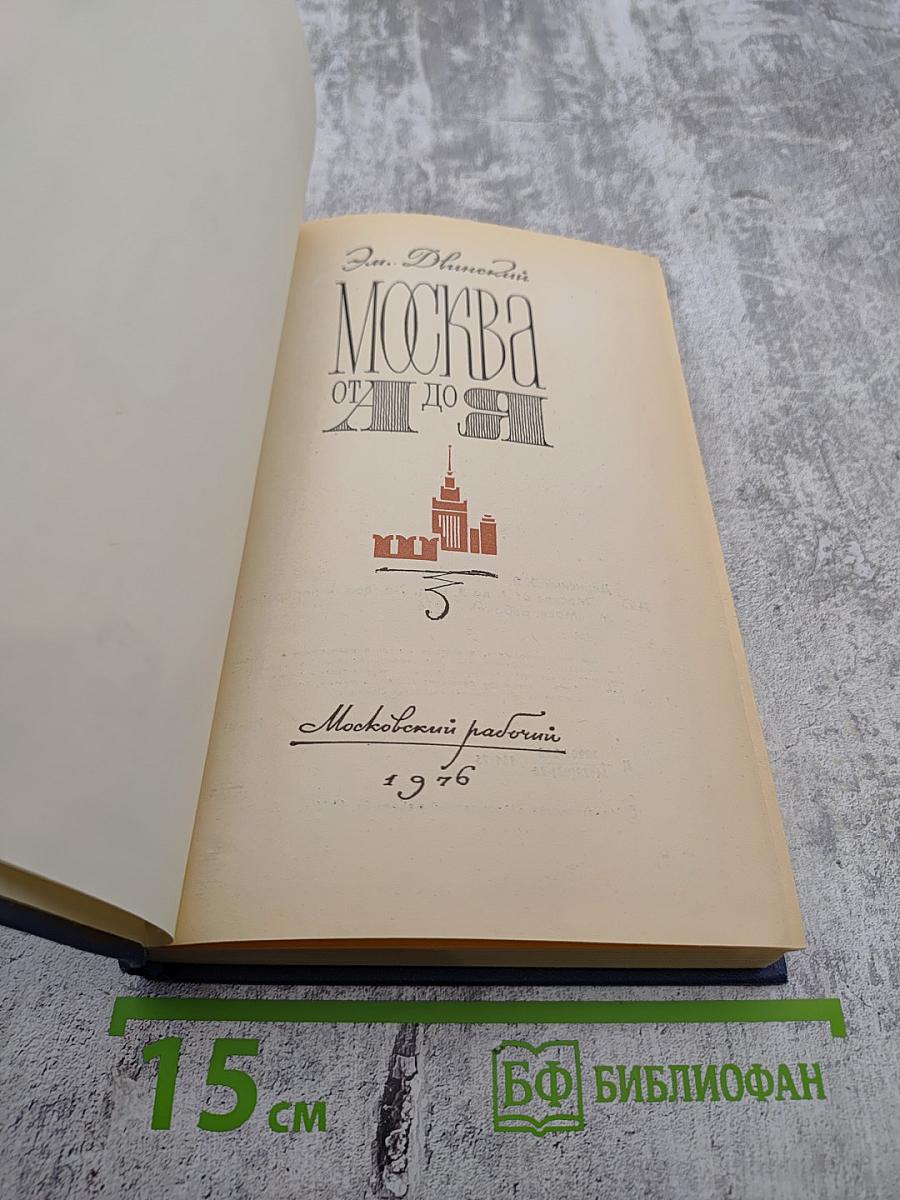 Эм. Двинский
МОСКВА
ОТ А ДО Я
Московский рабочий
1976
15 см
БФ БИБЛИОФАН